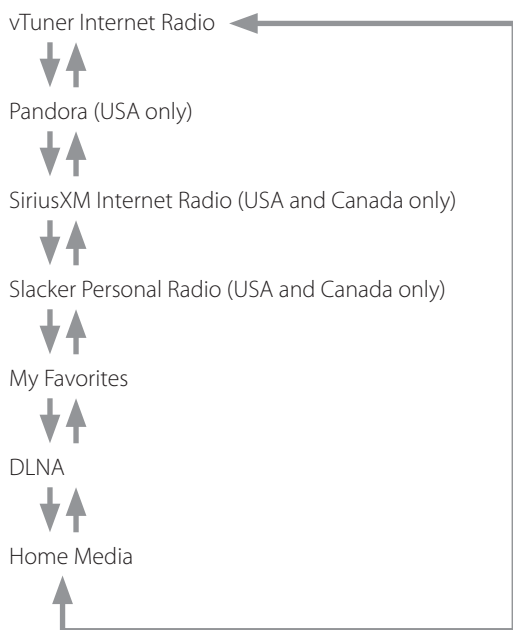 vTuner Internet Radio
Pandora (USA only)
SiriusXM Internet Radio (USA and Canada only)
Slacker Personal Radio (USA and Canada only)
My Favorites
DLNA
Home Media